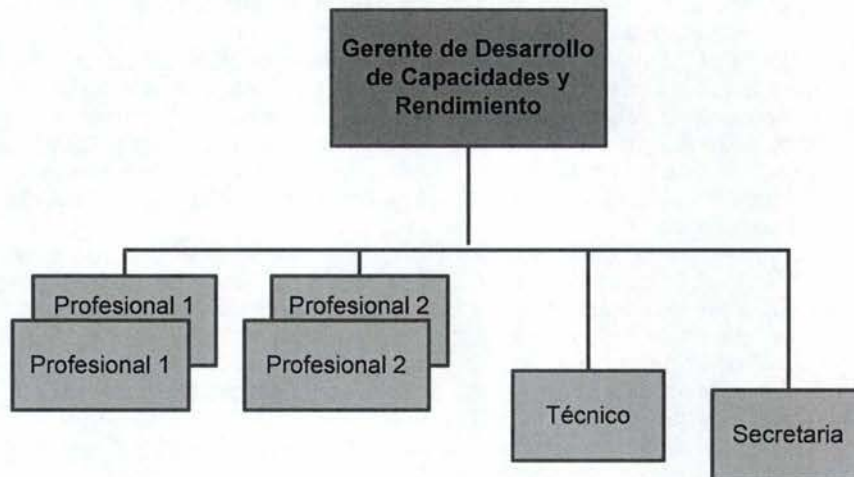 Gerente de Desarrollo
de Capacidades y
Rendimiento
Profesional 1
Profesional 1
Profesional 2
Profesional 2
Técnico
Secretaria